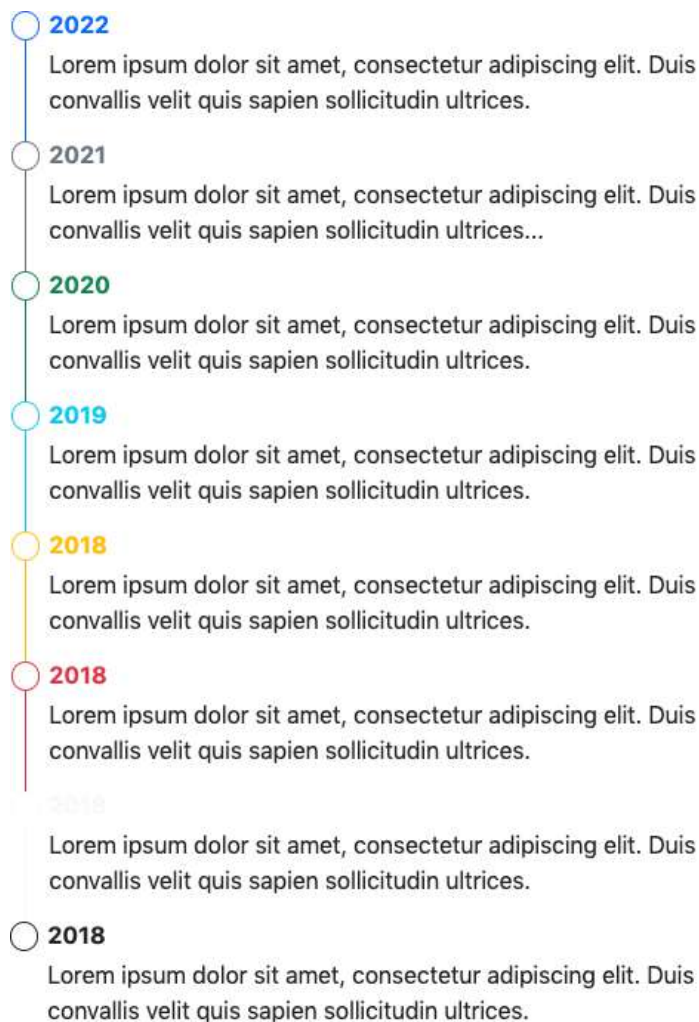 2022
Lorem ipsum dolor sit amet, consectetur adipiscing elit. Duis
convallis velit quis sapien sollicitudin ultrices.
2021
Lorem ipsum dolor sit amet, consectetur adipiscing elit. Duis
convallis velit quis sapien sollicitudin ultrices...
2020
Lorem ipsum dolor sit amet, consectetur adipiscing elit. Duis
convallis velit quis sapien sollicitudin ultrices.
2019
Lorem ipsum dolor sit amet, consectetur adipiscing elit. Duis
convallis velit quis sapien sollicitudin ultrices.
2018
Lorem ipsum dolor sit amet, consectetur adipiscing elit. Duis
convallis velit quis sapien sollicitudin ultrices.
2018
Lorem ipsum dolor sit amet, consectetur adipiscing elit. Duis
convallis velit quis sapien sollicitudin ultrices.
2018
Lorem ipsum dolor sit amet, consectetur adipiscing elit. Duis
convallis velit quis sapien sollicitudin ultrices.
2018
Lorem ipsum dolor sit amet, consectetur adipiscing elit. Duis
convallis velit quis sapien sollicitudin ultrices.